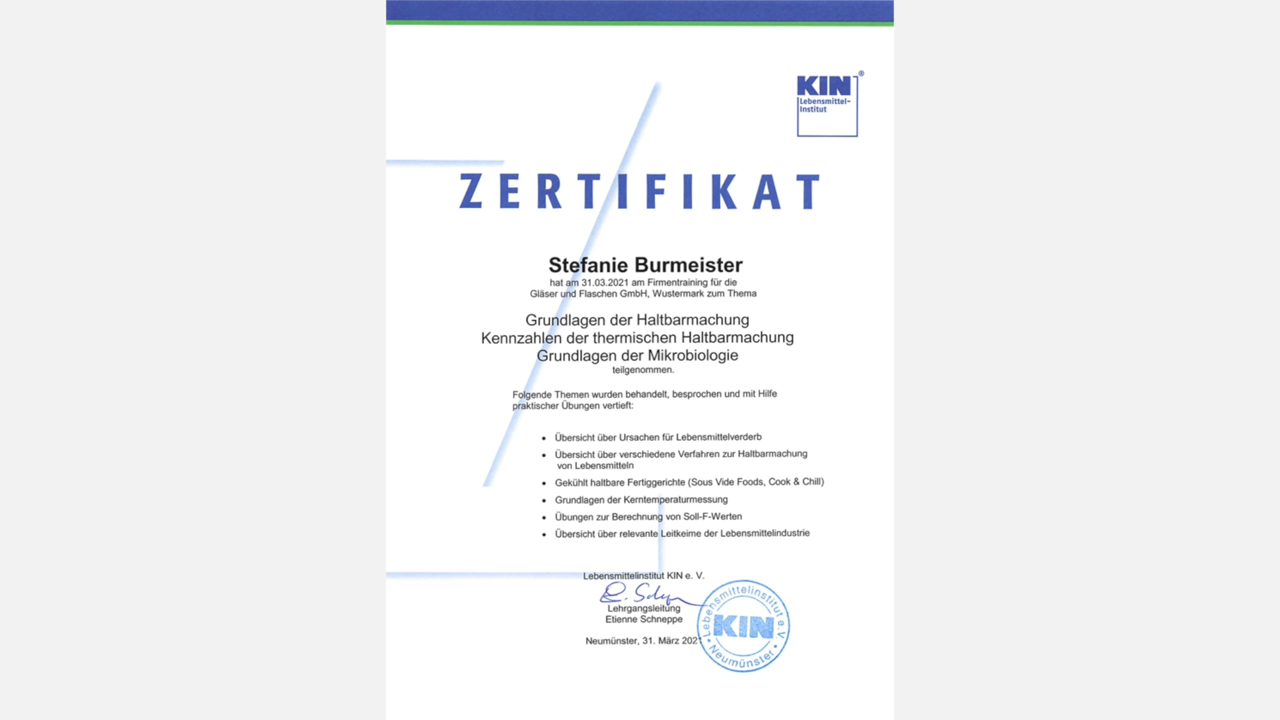 KIN®
Lebensmittel-
Institut
ZERTIFIKAT
Stefanie Burmeister
hat am 31.03.2021 am Firmentraining für die
Gläser und Flaschen GmbH, Wustermark zum Thema
Grundlagen der Haltbarmachung
Kennzahlen der thermischen Haltbarmachung
Grundlagen der Mikrobiologie
teilgenommen.
Folgende Themen wurden behandelt, besprochen und mit Hilfe
praktischer Übungen vertieft:
• Übersicht über Ursachen für Lebensmittelverderb
• Übersicht über verschiedene Verfahren zur Haltbarmachung
von Lebensmitteln
• Gekühlt haltbare Fertiggerichte (Sous Vide Foods, Cook & Chill)
• Grundlagen der Kerntemperaturmessung
• Übungen zur Berechnung von Soll-F-Werten
• Übersicht über relevante Leitkeime der Lebensmittelindustrie
Lebensmittelinstitut KIN e. V.
Lehrgangsleitung
Etienne Schneppe
Neumünster, 31. März 2021
Lebensmittelinstitut e.V.
KIN
• Neumünster •